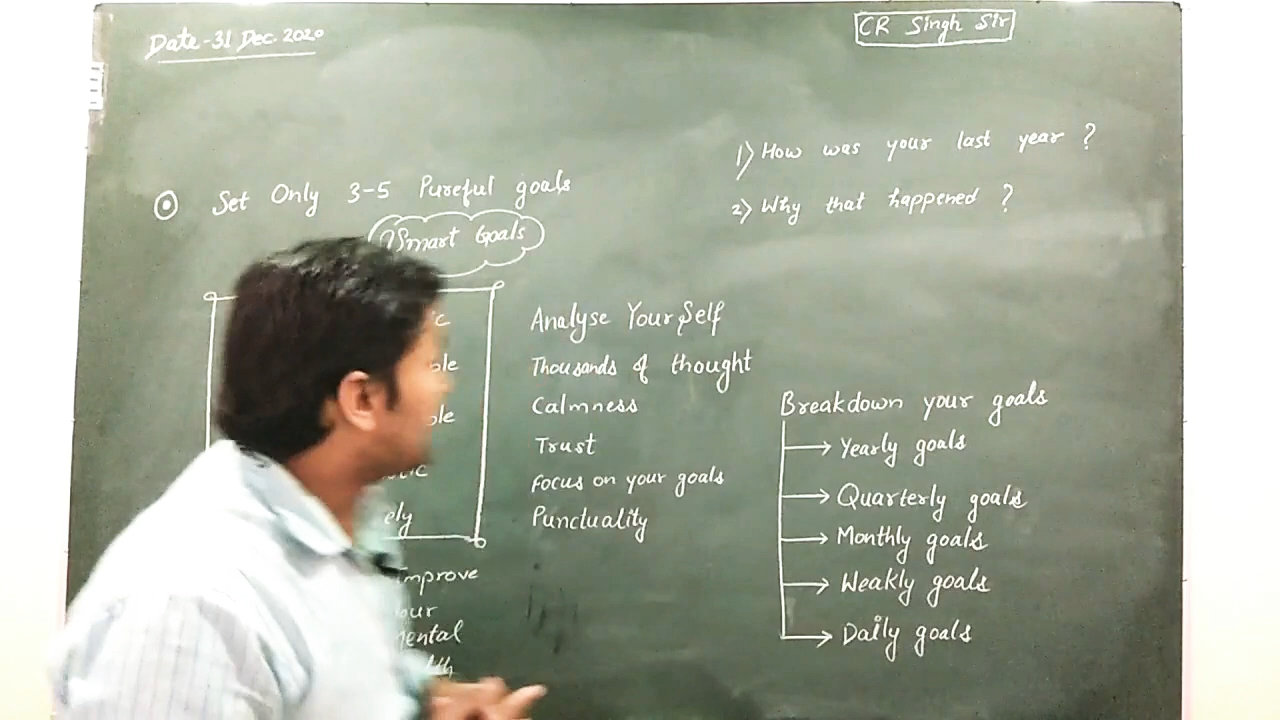 Date-31 Dec. 2020
CR Singh Sir
1) How was your last year ?
2) Why that happened ?
Set Only 3-5 Pureful goals
Smart Goals
Analyse Your Self
Thousands of thought
Calmness
Trust
Focus on your goals
Punctuality
Improve
mental
Breakdown your goals
Yearly goals
Quarterly goals
Monthly goals
Weakly goals
Daily goals